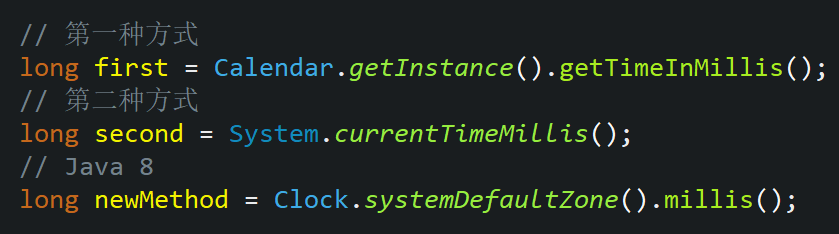 // 第一种方式
long first = Calendar.getInstance().getTimeInMillis();
// 第二种方式
long second = System.currentTimeMillis();
// Java 8
long newMethod = Clock.systemDefaultZone().millis();